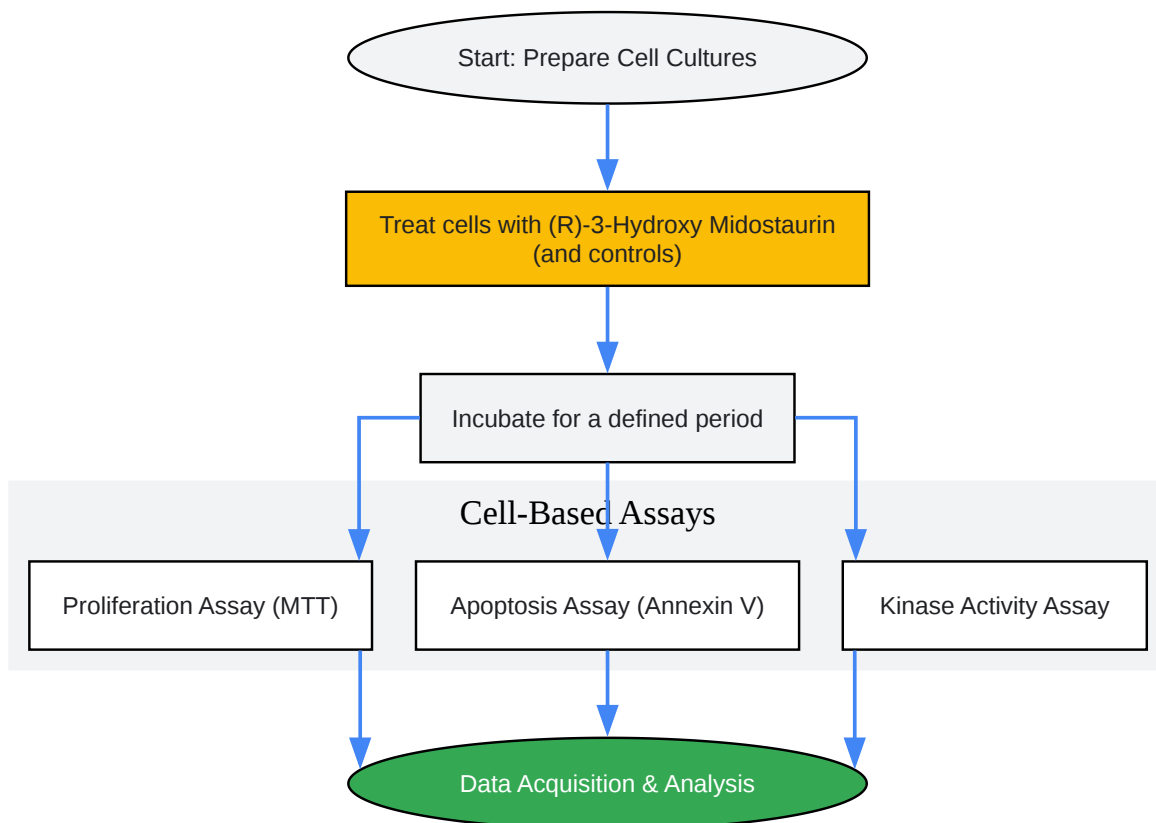 Start: Prepare Cell Cultures
Treat cells with (R)-3-Hydroxy Midostaurin
(and controls)
Incubate for a defined period
Cell-Based Assays
Proliferation Assay (MTT)
Apoptosis Assay (Annexin V)
Kinase Activity Assay
Data Acquisition & Analysis